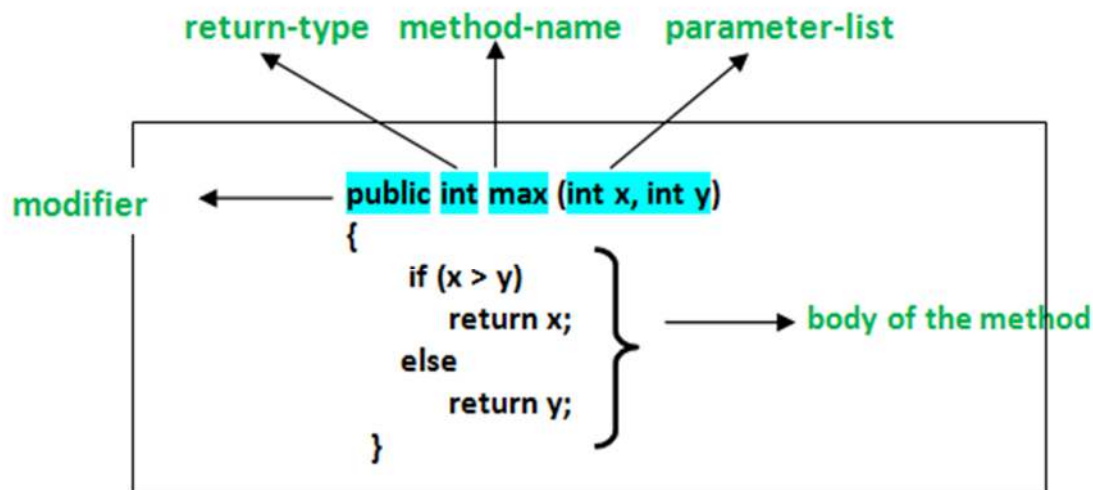 return-type method-name parameter-list
modifier
public int max (int x, int y)
{
if (x > y)
return x;
else
return y;
}
body of the method